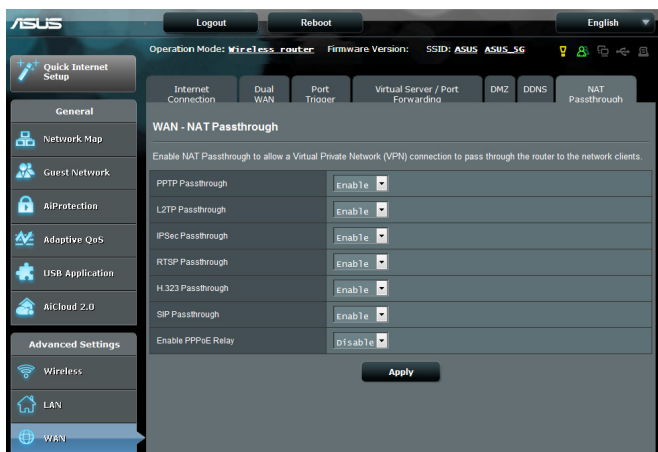 ASUS
Logout
Reboot
English
Operation Mode: Wireless router Firmware Version: SSID: ASUS ASUS_5G
Quick Internet
Setup
Internet
Connection
Dual
WAN
Port
Trigger
Virtual Server / Port
Forwarding
DMZ
DDNS
NAT
Passthrough
General
Network Map
Guest Network
AiProtection
Adaptive QoS
USB Application
AiCloud 2.0
Advanced Settings
Wireless
LAN
WAN
WAN - NAT Passthrough
Enable NAT Passthrough to allow a Virtual Private Network (VPN) connection to pass through the router to the network clients.
PPTP Passthrough Enable
L2TP Passthrough Enable
IPSec Passthrough Enable
RTSP Passthrough Enable
H.323 Passthrough Enable
SIP Passthrough Enable
Enable PPPoE Relay Disable
Apply